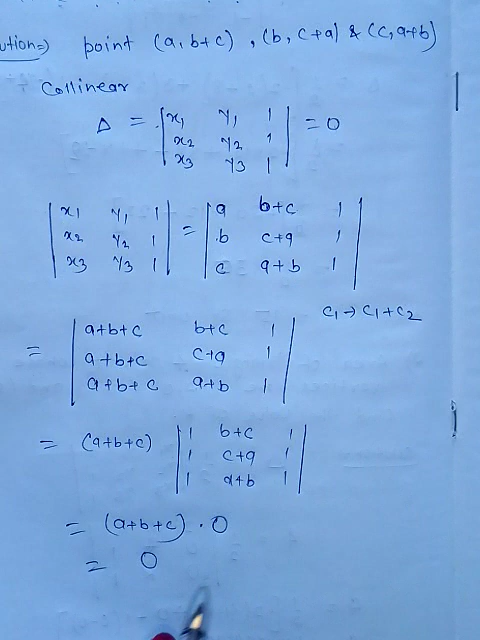 ution=) point (a, b+c), (b, c+a) & (c, a+b)
Collinear
Δ = | x1 y1 1 | = 0
| x2 y2 1 |
| x3 y3 1 |
| x1 y1 1 | = | a b+c 1 |
| x2 y2 1 | | b c+a 1 |
| x3 y3 1 | | c a+b 1 |
C1 → C1 + C2
= | a+b+c b+c 1 |
| a+b+c c+a 1 |
| a+b+c a+b 1 |
= (a+b+c) | 1 b+c 1 |
| 1 c+a 1 |
| 1 a+b 1 |
= (a+b+c) . 0
= 0